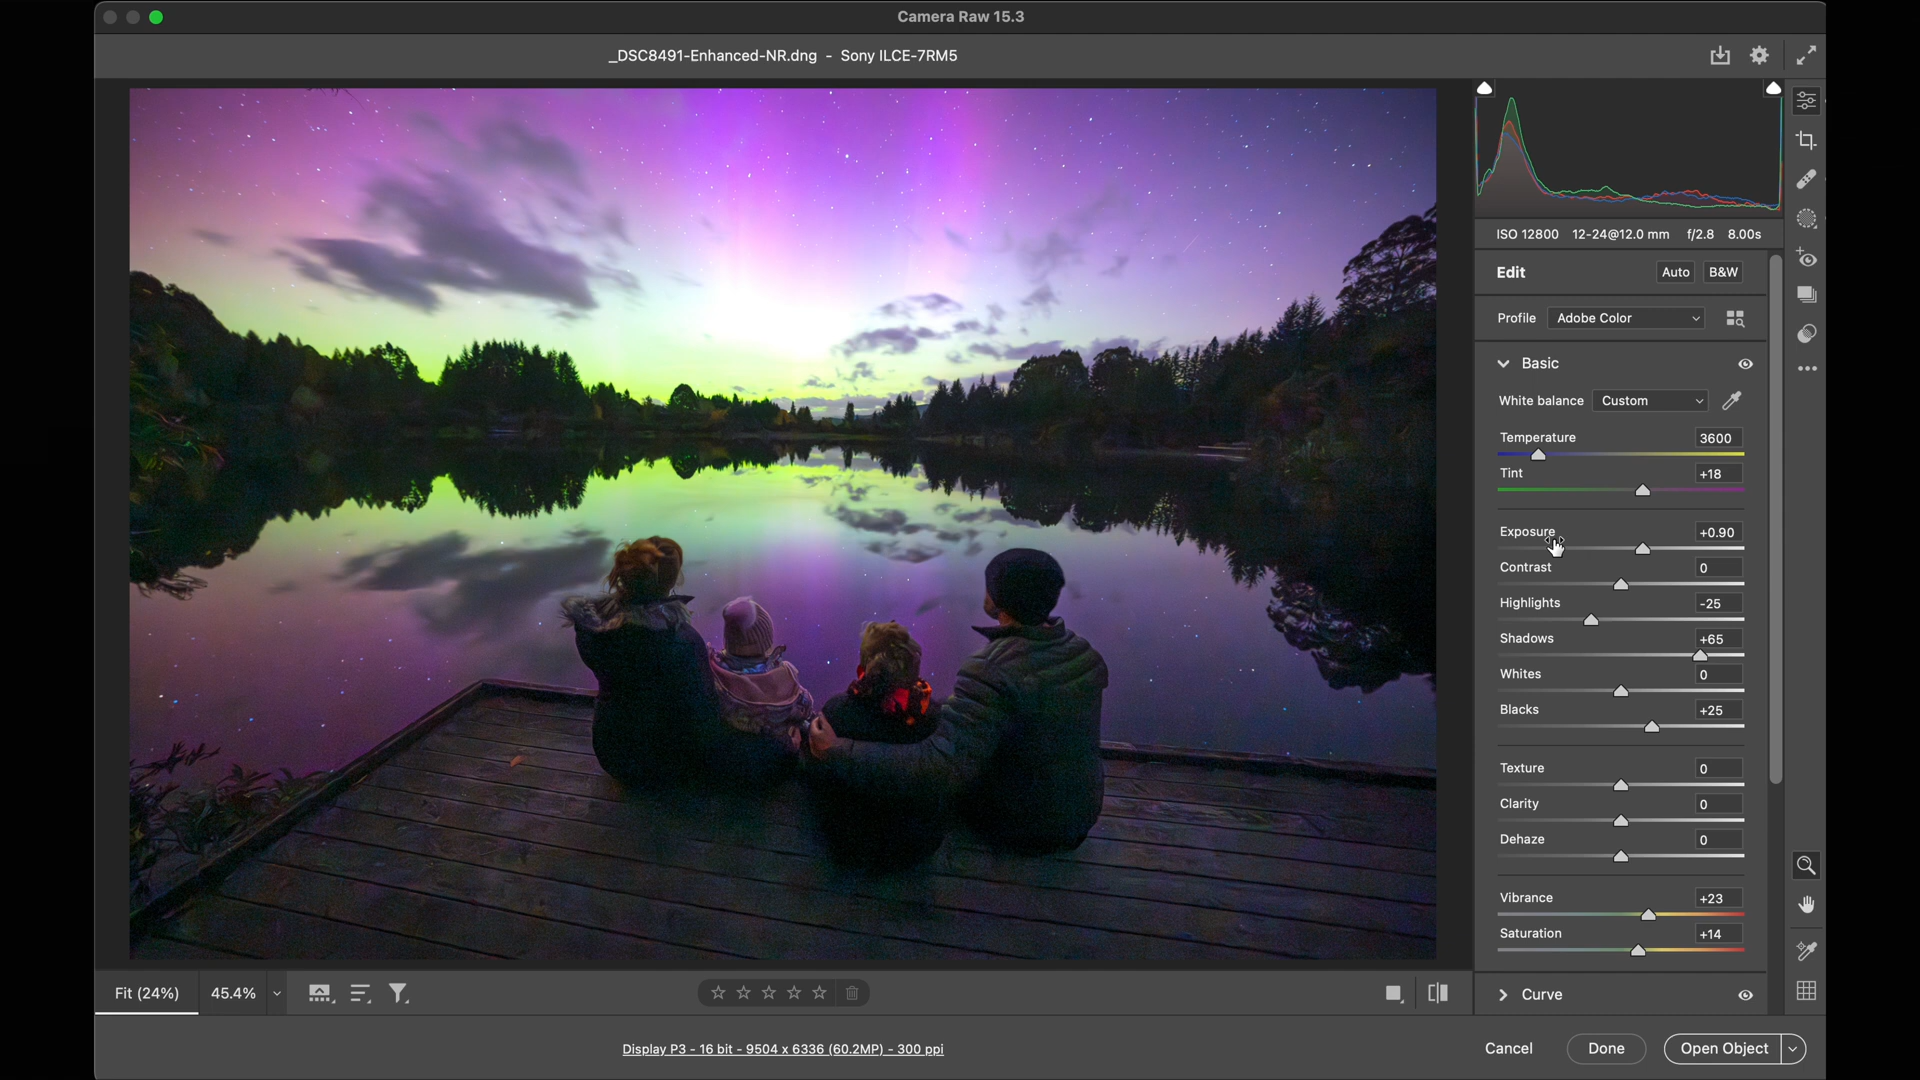 Camera Raw 15.3
_DSC8491-Enhanced-NR.dng - Sony ILCE-7RM5
ISO 12800 12-24@12.0 mm f/2.8 8.00s
Edit Auto B&W
Profile Adobe Color
Basic
White balance Custom
Temperature 3600
Tint +18
Exposure +0.90
Contrast 0
Highlights -25
Shadows +65
Whites 0
Blacks +25
Texture 0
Clarity 0
Dehaze 0
Vibrance +23
Saturation +14
Curve
Fit (24%) 45.4%
Display P3 - 16 bit - 9504 x 6336 (60.2MP) - 300 ppi
Cancel Done Open Object